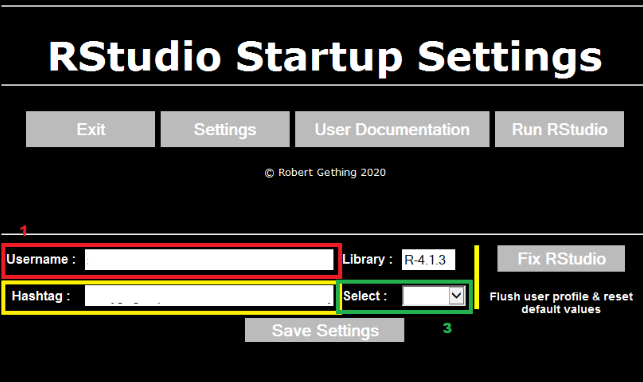 RStudio Startup Settings
Exit Settings User Documentation Run RStudio
© Robert Gething 2020
1
Username : Library : R-4.1.3 Fix RStudio
Hashtag : Select : Flush user profile & reset
default values
Save Settings 3